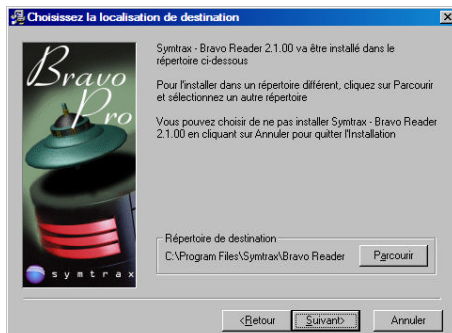 Choisissez la localisation de destination
Bravo
Pro
symtrax
Symtrax - Bravo Reader 2.1.00 va être installé dans le
répertoire ci-dessous
Pour l'installer dans un répertoire différent, cliquez sur Parcourir
et sélectionnez un autre répertoire
Vous pouvez choisir de ne pas installer Symtrax - Bravo Reader
2.1.00 en cliquant sur Annuler pour quitter l'Installation
Répertoire de destination
C:\Program Files\Symtrax\Bravo Reader
Parcourir
<Retour
Suivant>
Annuler